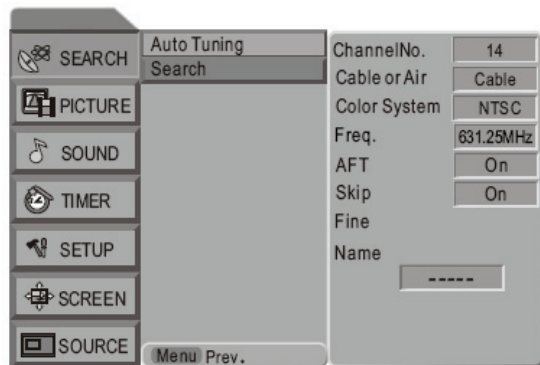 SEARCH
PICTURE
SOUND
TIMER
SETUP
SCREEN
SOURCE
Auto Tuning
Search
Menu Prev.
ChannelNo. 14
Cable or Air Cable
Color System NTSC
Freq. 631.25MHz
AFT On
Skip On
Fine
Name
-----